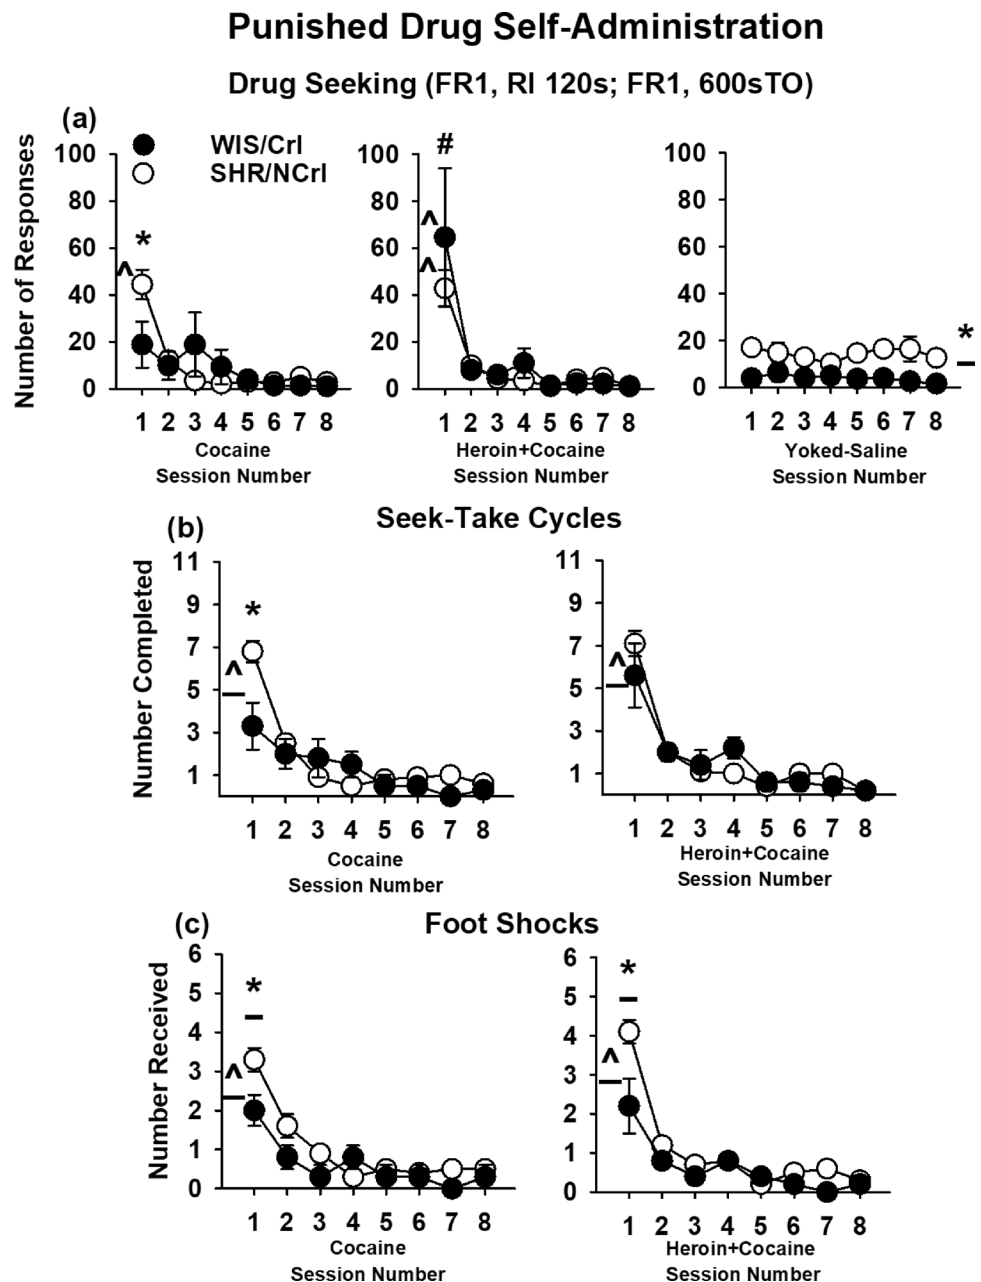 Punished Drug Self-Administration
Drug Seeking (FR1, RI 120s; FR1, 600sTO)
(a)
WIS/Crl
SHR/NCrl
Number of Responses
100
80
60
40
20
0
*
^
1 2 3 4 5 6 7 8
Cocaine
Session Number
100
80
60
40
20
0
#
^
^
1 2 3 4 5 6 7 8
Heroin+Cocaine
Session Number
100
80
60
40
20
0
*
1 2 3 4 5 6 7 8
Yoked-Saline
Session Number
(b)
Seek-Take Cycles
Number Completed
11
9
7
5
3
1
*
^
1 2 3 4 5 6 7 8
Cocaine
Session Number
11
9
7
5
3
1
^
1 2 3 4 5 6 7 8
Heroin+Cocaine
Session Number
(c)
Foot Shocks
Number Received
6
5
4
3
2
1
0
*
^
1 2 3 4 5 6 7 8
Cocaine
Session Number
6
5
4
3
2
1
0
*
^
1 2 3 4 5 6 7 8
Heroin+Cocaine
Session Number